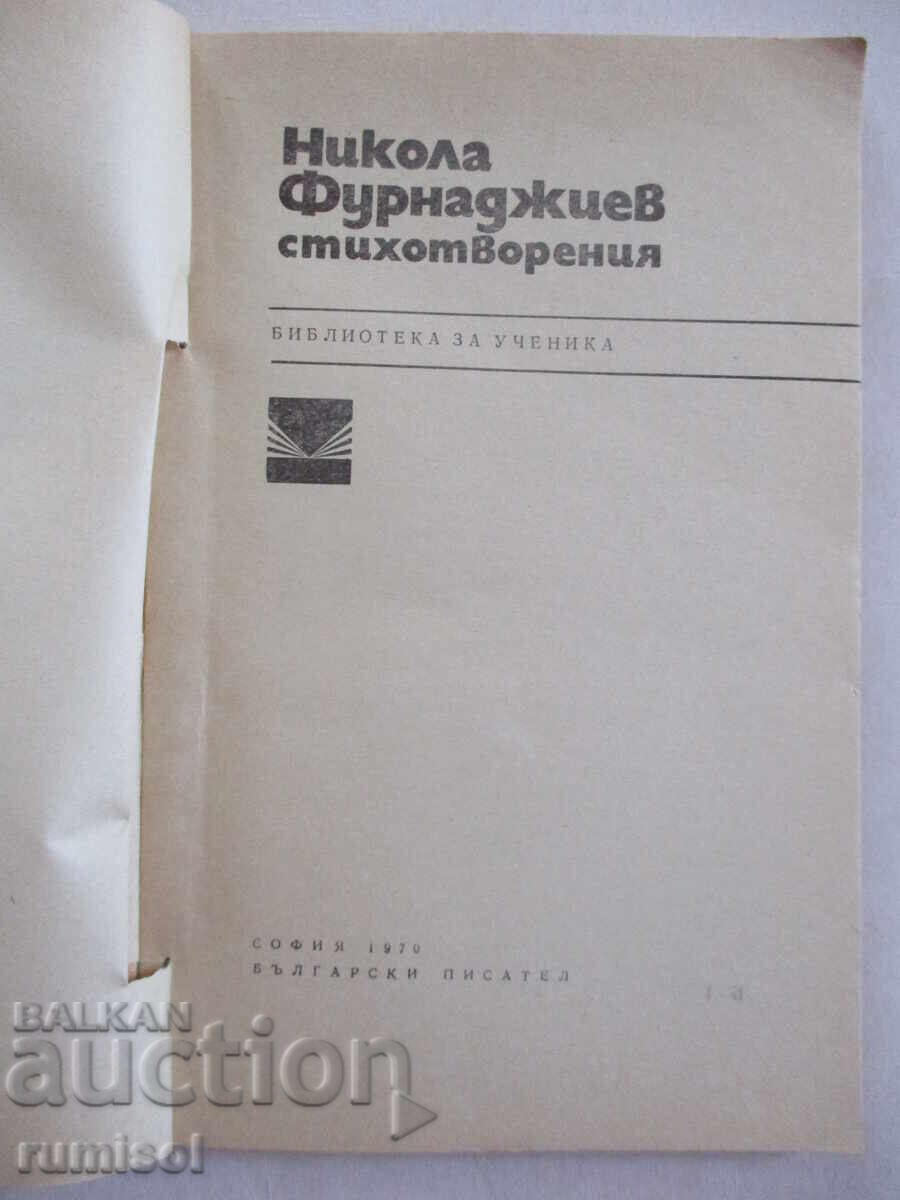 Никола
Фурнаджиев
стихотворения
БИБЛИОТЕКА ЗА УЧЕНИКА
СОФИЯ 1970
БЪЛГАРСКИ ПИСАТЕЛ
BALKAN
auction
rumisol